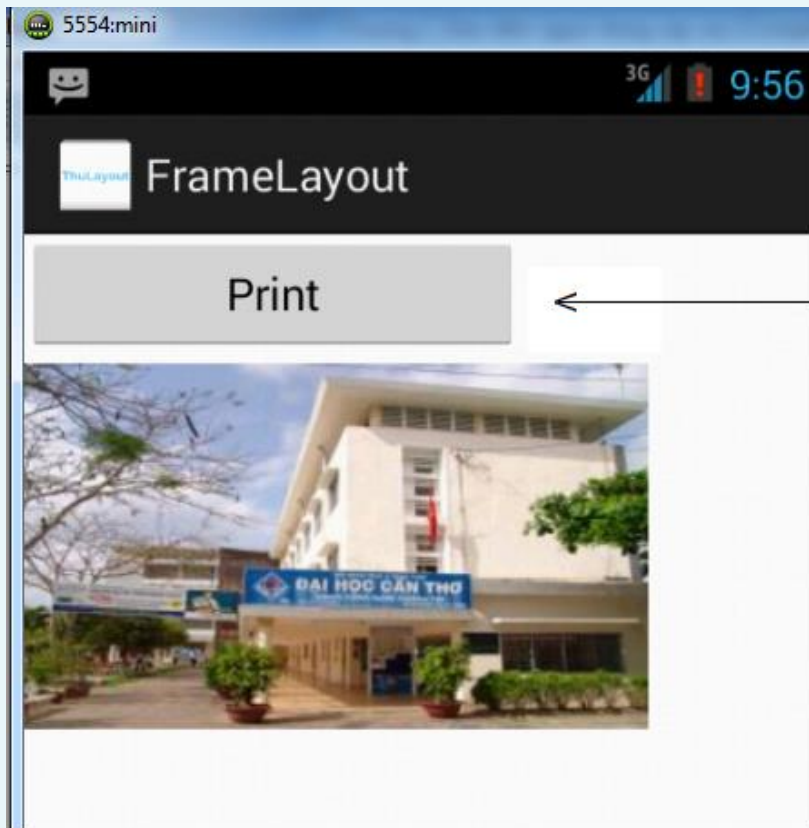 5554:mini
3G
9:56
ThuLayout
FrameLayout
Print
ĐẠI HỌC CẦN THƠ